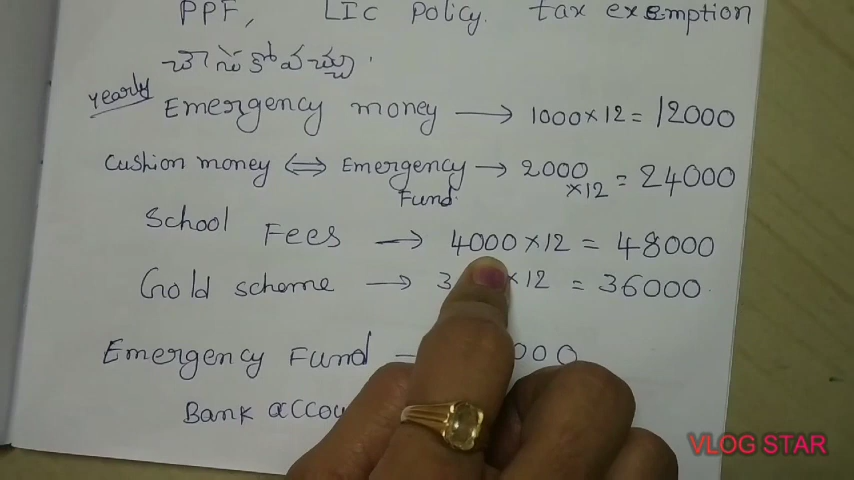 PPF, LIC policy. tax exemption
చూసుకోవచ్చు.
yearly Emergency money → 1000×12 = 12000
Cushion money ⇔ Emergency Fund. → 2000 ×12 = 24000
School Fees → 4000×12 = 48000
Gold scheme → 3 ×12 = 36000
Emergency Fund – 000
Bank accou
VLOG STAR